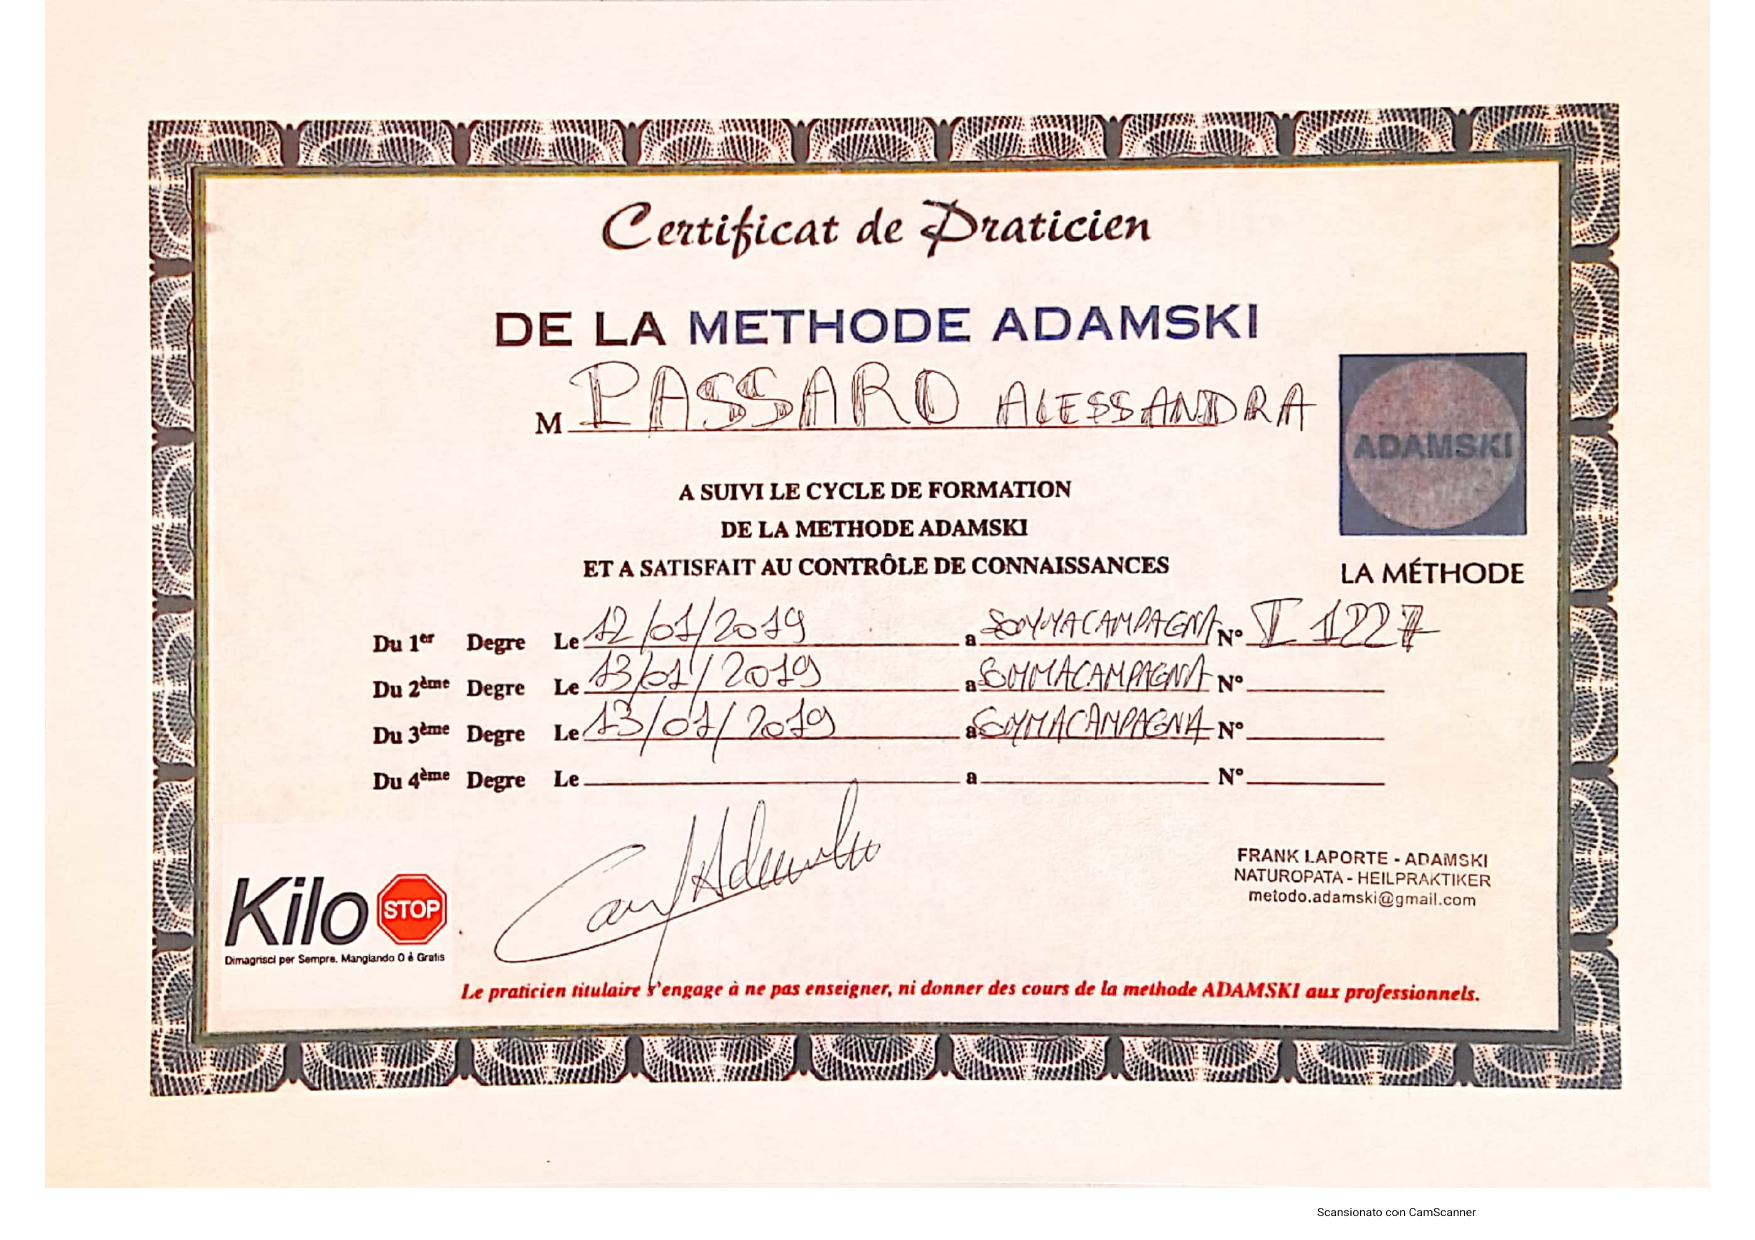 Certificat de Praticien
DE LA METHODE ADAMSKI
M PASSARO ALESSANDRA
ADAMSKI
LA MÉTHODE
A SUIVI LE CYCLE DE FORMATION
DE LA METHODE ADAMSKI
ET A SATISFAIT AU CONTRÔLE DE CONNAISSANCES
Du 1er Degre Le 12/01/2019 a SOMMACAMPAGNA N° I 1227
Du 2ème Degre Le 13/01/2019 a SOMMACAMPAGNA N°
Du 3ème Degre Le 13/01/2019 a SOMMACAMPAGNA N°
Du 4ème Degre Le a N°
FRANK LAPORTE - ADAMSKI
NATUROPATA - HEILPRAKTIKER
metodo.adamski@gmail.com
Kilo STOP
Dimagrisci per Sempre. Mangiando O è Gratis
Le praticien titulaire s'engage à ne pas enseigner, ni donner des cours de la methode ADAMSKI aux professionnels.
Scansionato con CamScanner